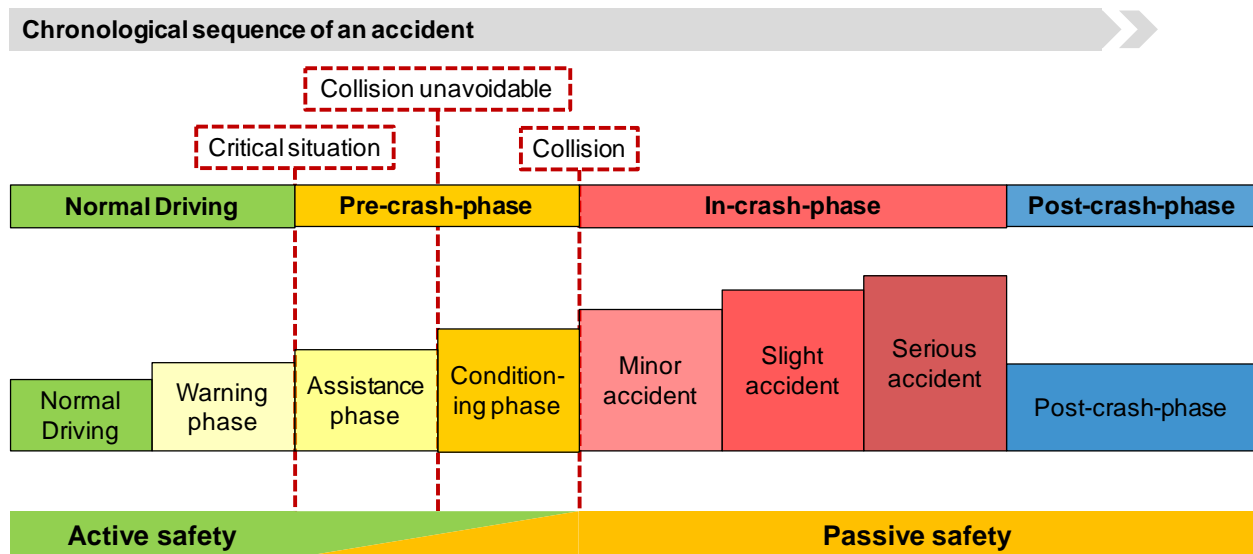 Chronological sequence of an accident
Collision unavoidable
Critical situation
Collision
Normal Driving
Pre-crash-phase
In-crash-phase
Post-crash-phase
Normal
Driving
Warning
phase
Assistance
phase
Condition-
ing phase
Minor
accident
Slight
accident
Serious
accident
Post-crash-phase
Active safety
Passive safety